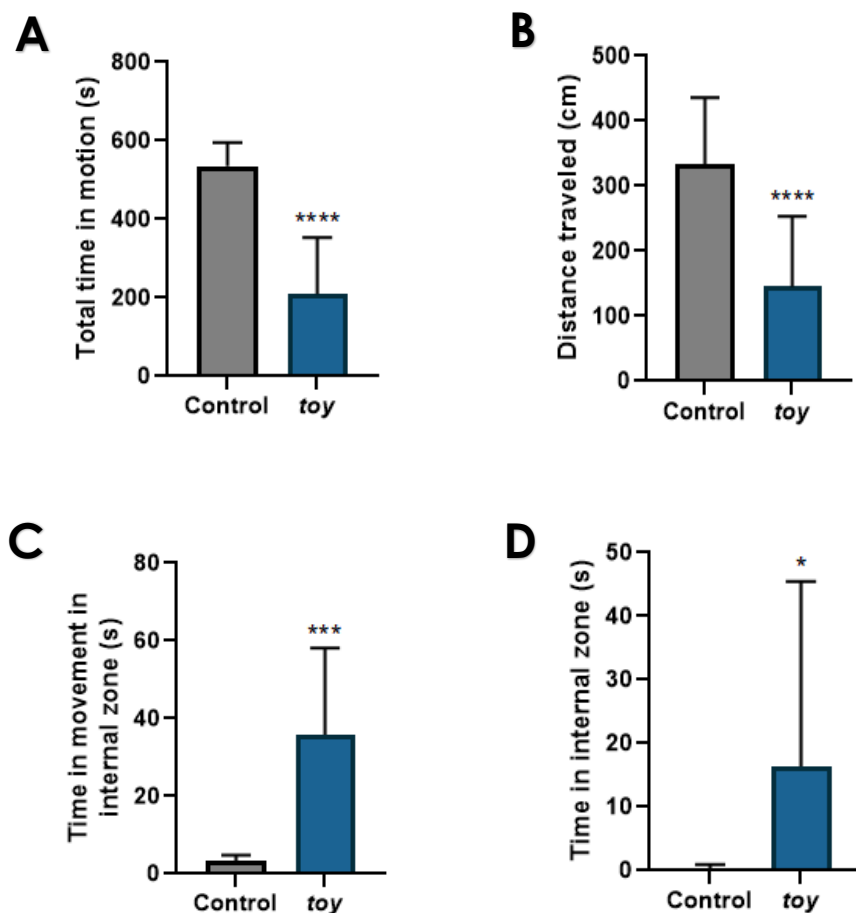 A
Total time in motion (s)
800
600
400
200
0
****
Control toy
B
Distance traveled (cm)
500
400
300
200
100
0
****
Control toy
C
Time in movement in
internal zone (s)
80
60
40
20
0
***
Control toy
D
Time in internal zone (s)
50
40
30
20
10
0
*
Control toy